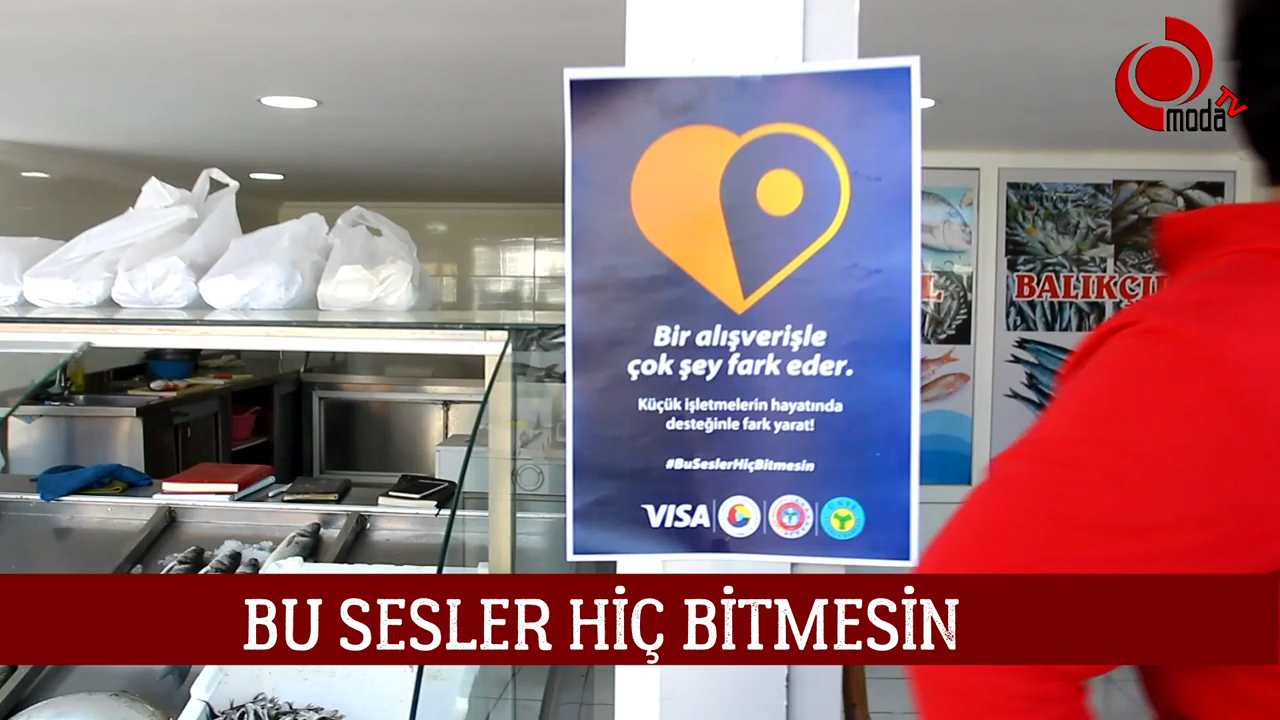 moda TV
Bir alışverişle
çok şey fark eder.
Küçük işletmelerin hayatında
desteğinle fark yarat!
#BuSeslerHiçBitmesin
VISA
BU SESLER HİÇ BİTMESİN